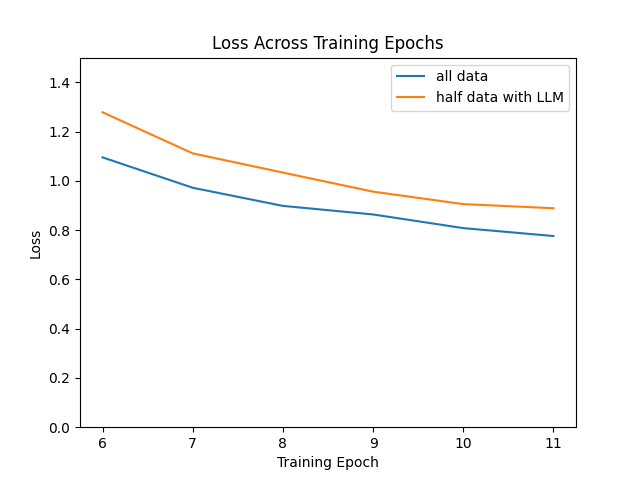 Loss Across Training Epochs
all data
half data with LLM
1.4
1.2
1.0
0.8
0.6
0.4
0.2
0.0
Loss
6 7 8 9 10 11
Training Epoch